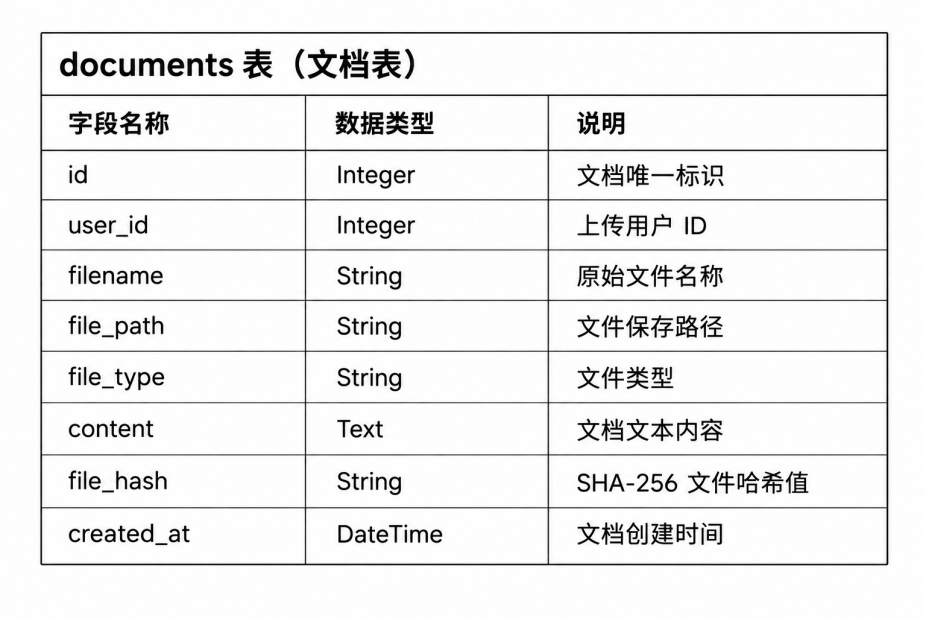 documents 表（文档表）
字段名称 数据类型 说明
id Integer 文档唯一标识
user_id Integer 上传用户 ID
filename String 原始文件名称
file_path String 文件保存路径
file_type String 文件类型
content Text 文档文本内容
file_hash String SHA-256 文件哈希值
created_at DateTime 文档创建时间